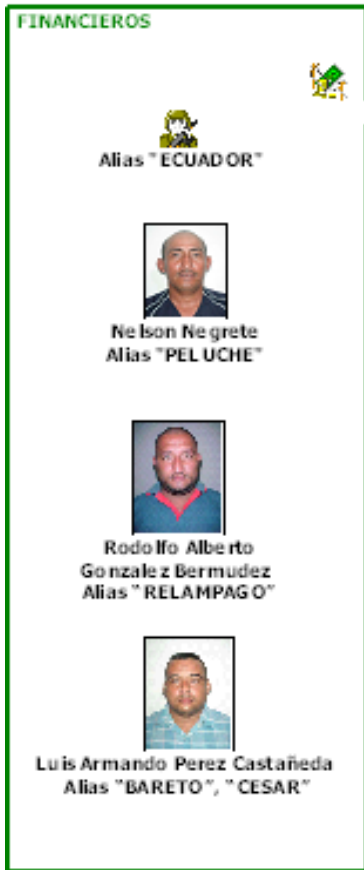 FINANCIEROS
Alias "ECUADOR"
Nelson Negrete
Alias "PELUCHE"
Rodolfo Alberto
Gonzalez Bermudez
Alias "RELAMPAGO"
Luis Armando Perez Castañeda
Alias "BARETO", "CESAR"